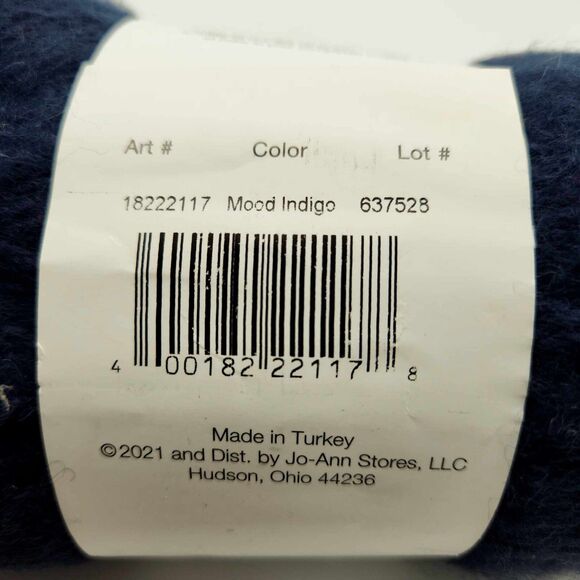 Art # Color Lot #
18222117 Mood Indigo 637528
4 00182 22117 8
Made in Turkey
©2021 and Dist. by Jo-Ann Stores, LLC
Hudson, Ohio 44236